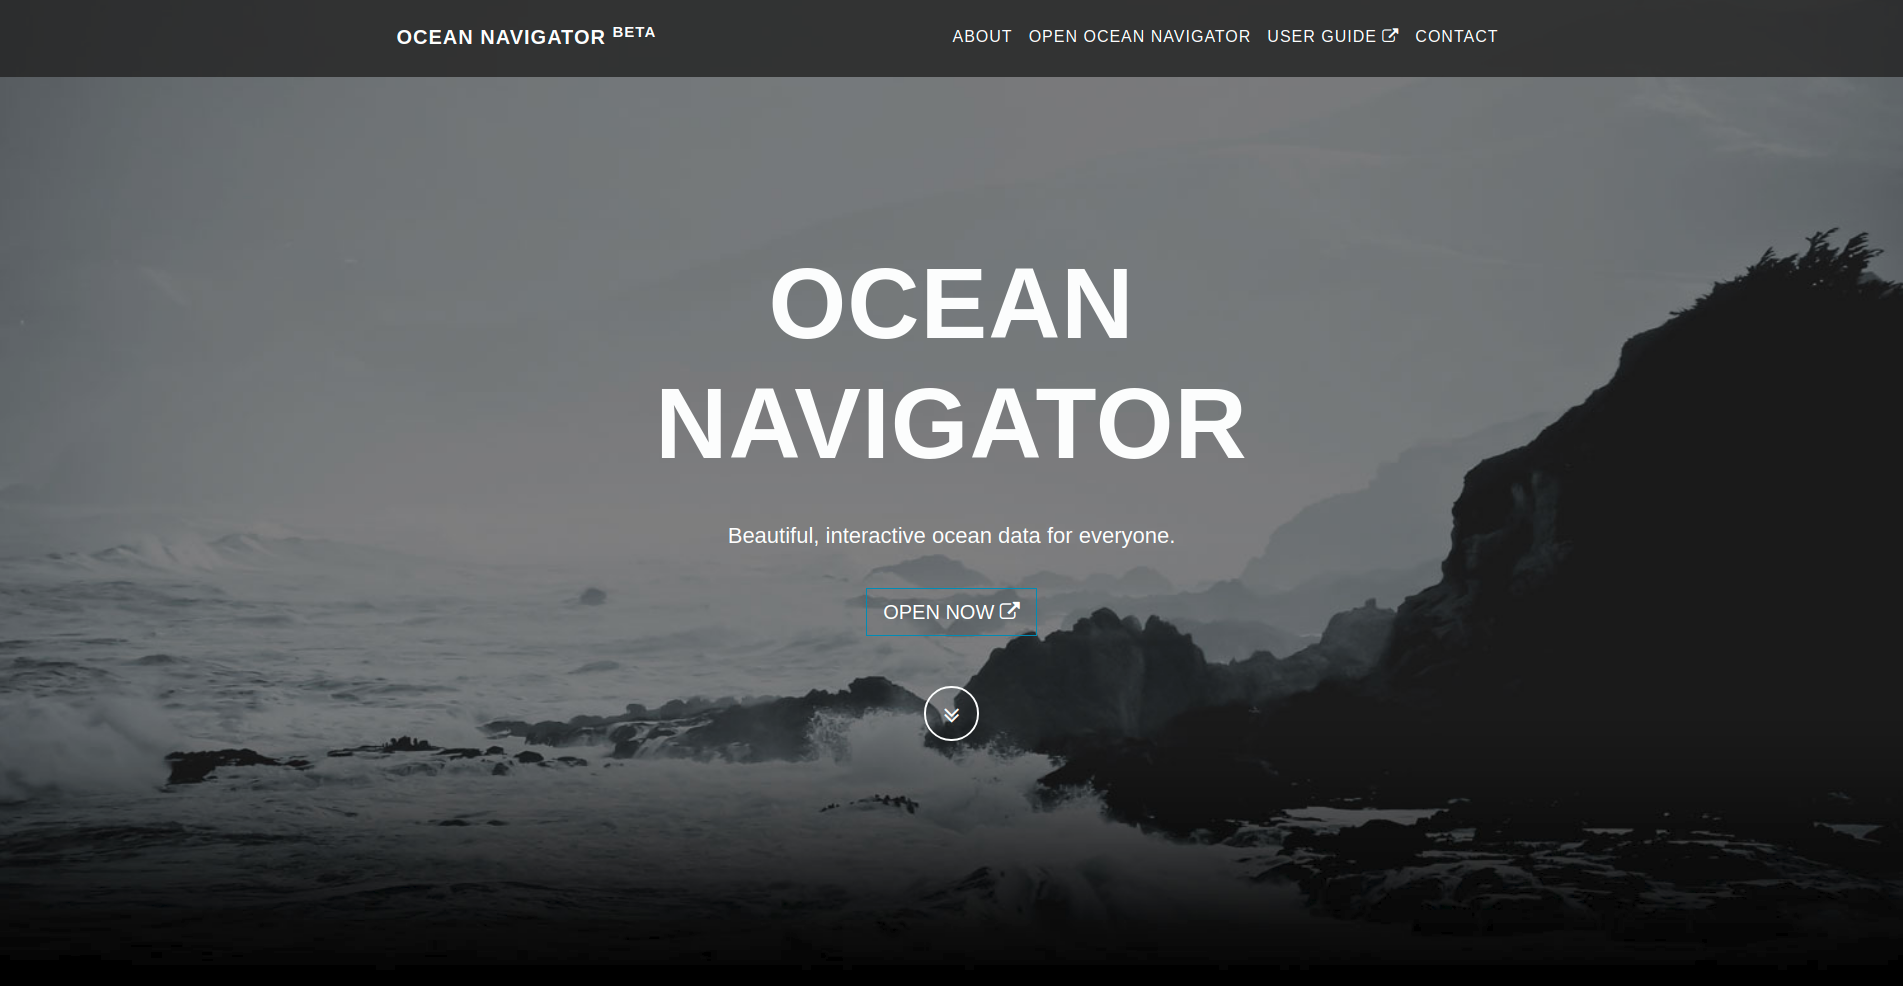 OCEAN NAVIGATOR BETA
ABOUT OPEN OCEAN NAVIGATOR USER GUIDE CONTACT
OCEAN
NAVIGATOR
Beautiful, interactive ocean data for everyone.
OPEN NOW